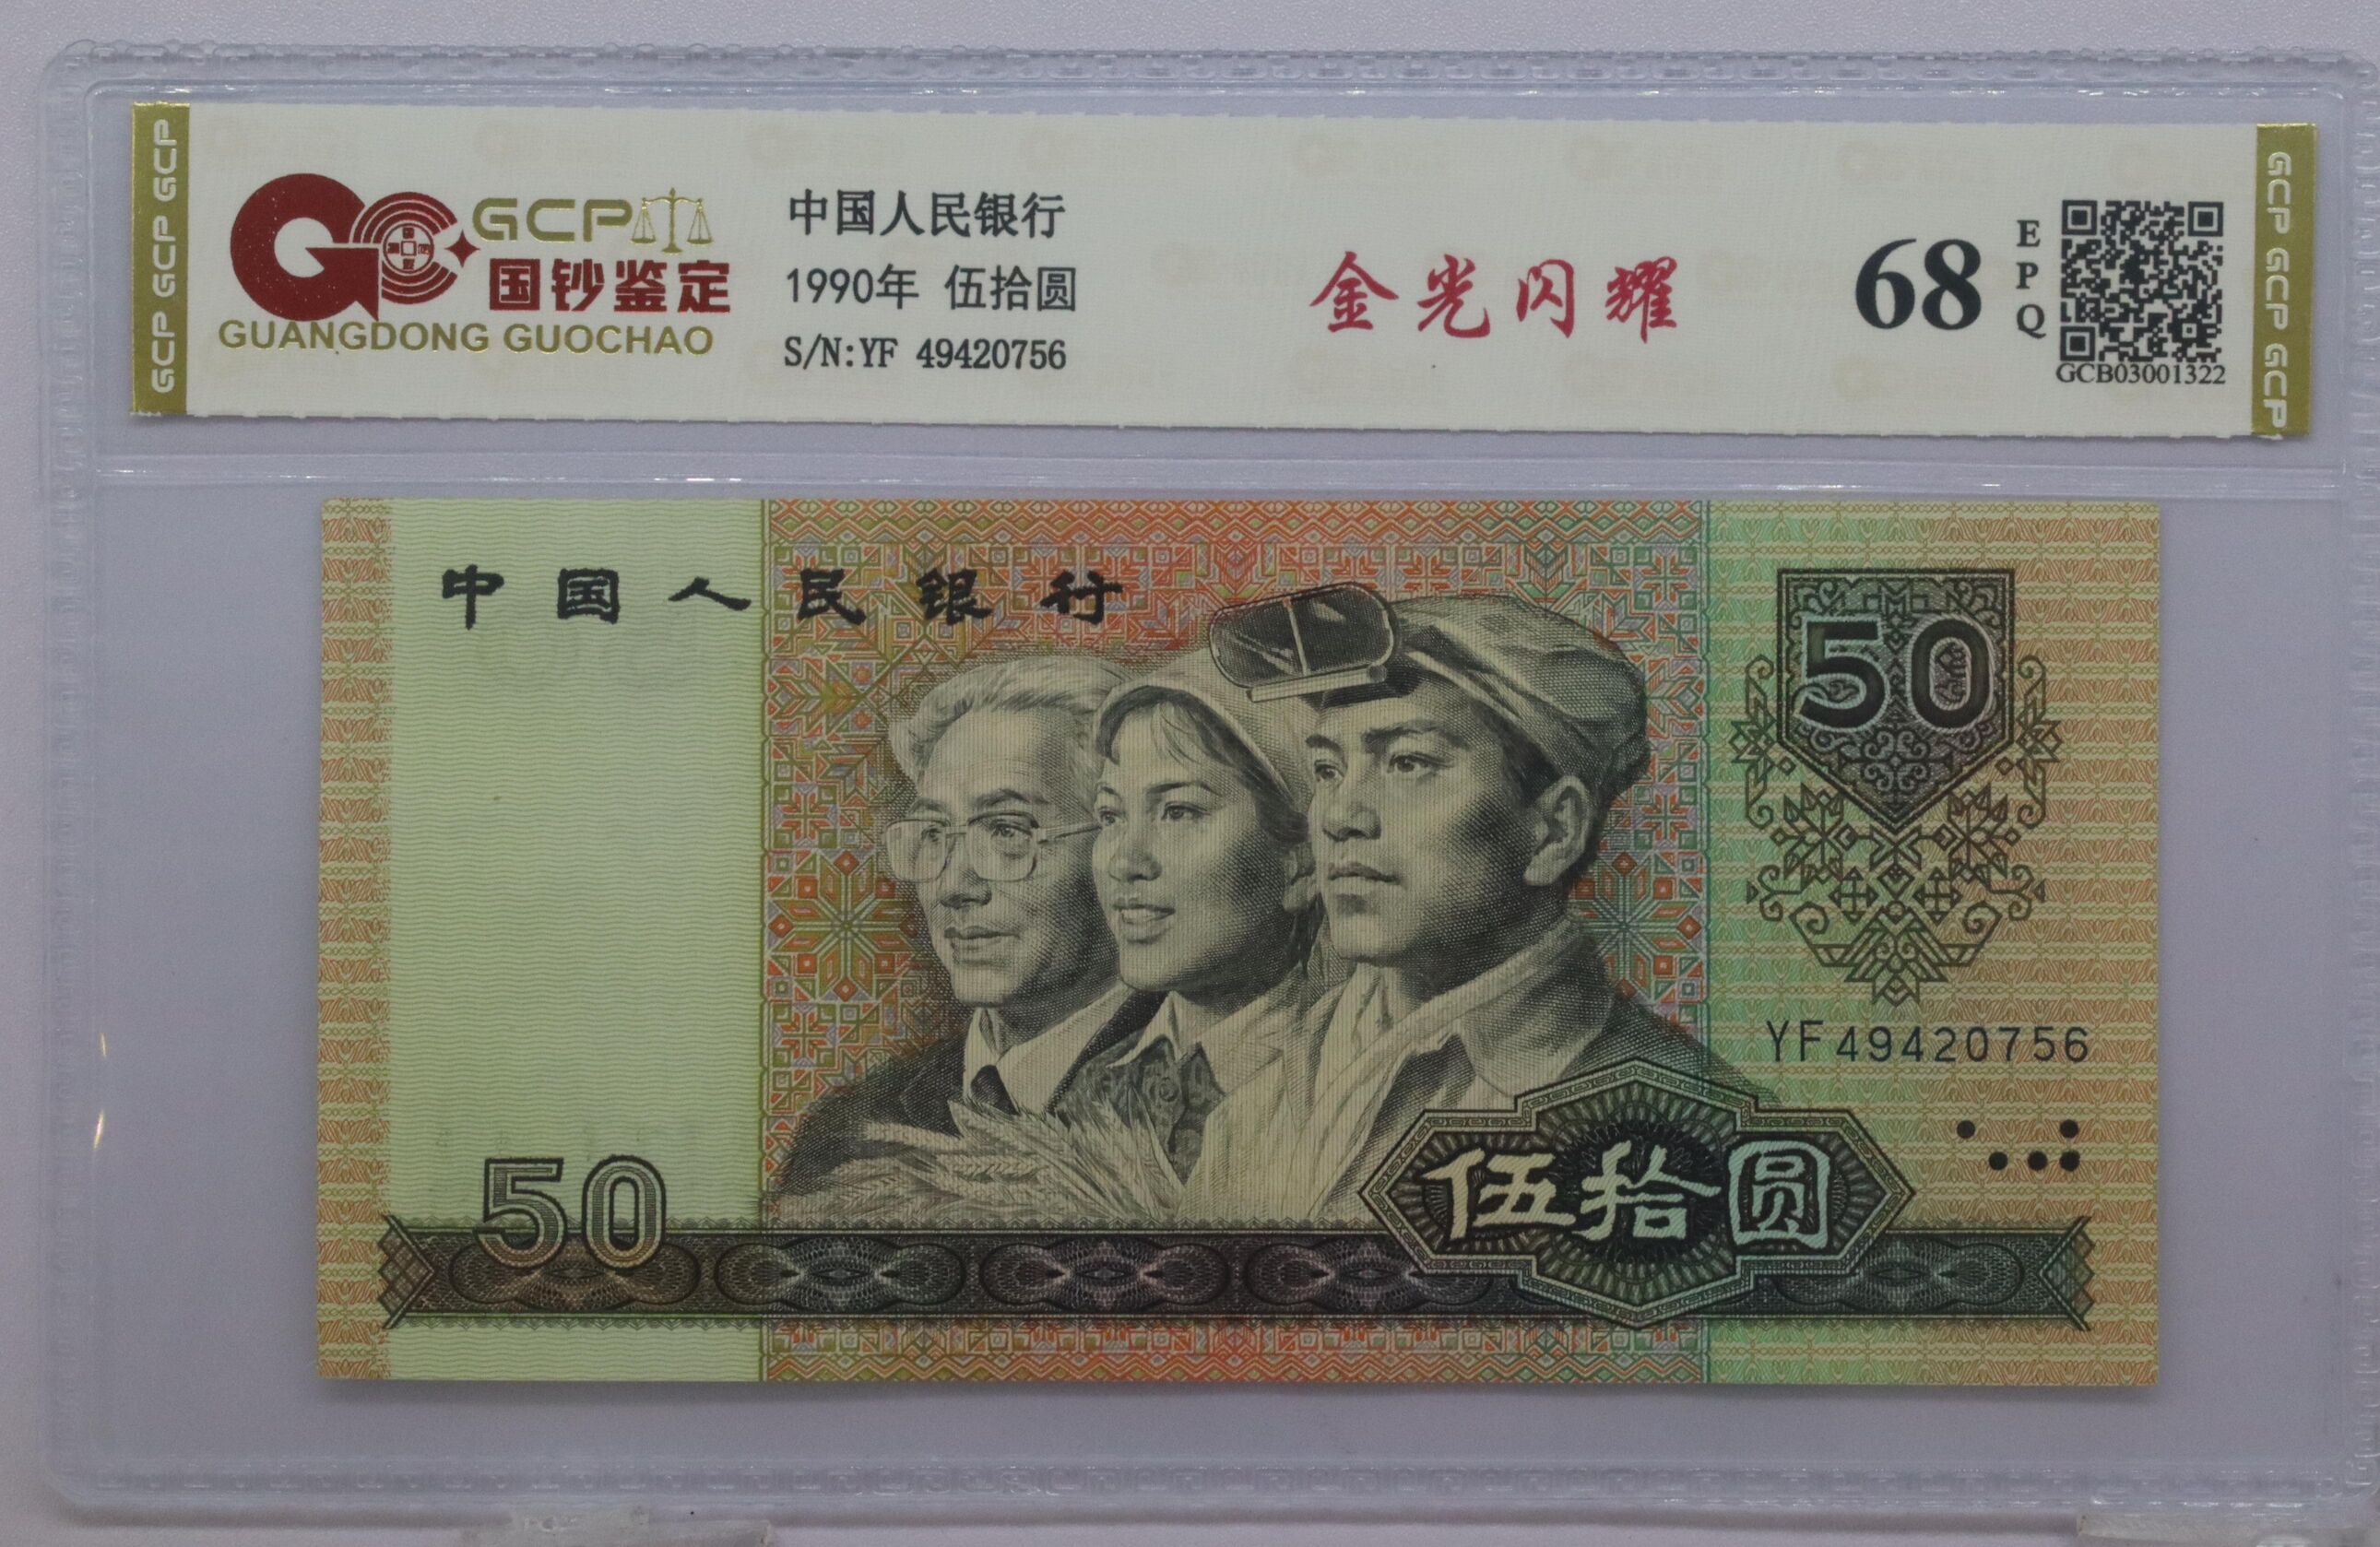 GCP GCP GCP
GCP
国钞鉴定
GUANGDONG GUOCHAO
中国人民银行
1990年 伍拾圆
S/N:YF 49420756
金光闪耀
68
EPQ
GCB03001322
GCP GCP GCP
中国人民银行
50
YF49420756
50
伍拾圆